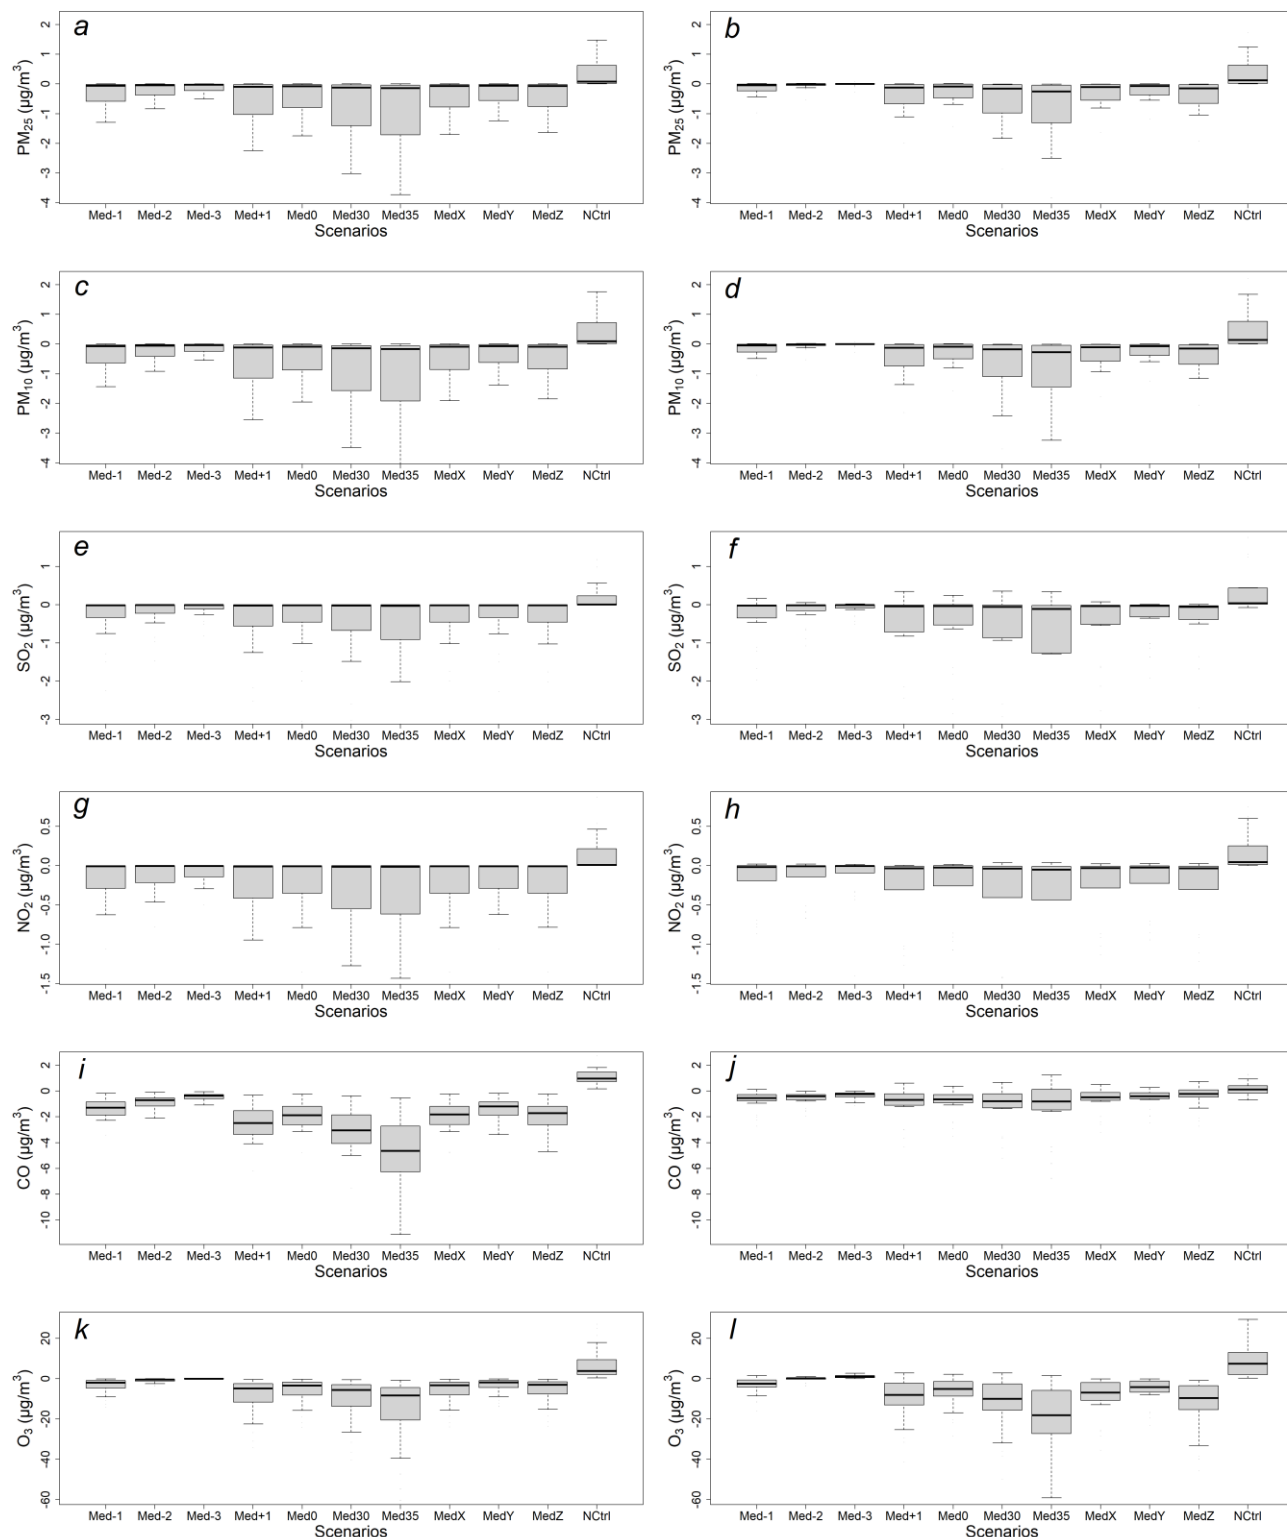 a
PM25 (µg/m3)
2
1
0
-1
-2
-3
-4
Med-1 Med-2 Med-3 Med+1 Med0 Med30 Med35 MedX MedY MedZ NCtrl
Scenarios
b
PM25 (µg/m3)
2
1
0
-1
-2
-3
-4
Med-1 Med-2 Med-3 Med+1 Med0 Med30 Med35 MedX MedY MedZ NCtrl
Scenarios
c
PM10 (µg/m3)
2
1
0
-1
-2
-3
-4
Med-1 Med-2 Med-3 Med+1 Med0 Med30 Med35 MedX MedY MedZ NCtrl
Scenarios
d
PM10 (µg/m3)
2
1
0
-1
-2
-3
-4
Med-1 Med-2 Med-3 Med+1 Med0 Med30 Med35 MedX MedY MedZ NCtrl
Scenarios
e
SO2 (µg/m3)
1
0
-1
-2
-3
Med-1 Med-2 Med-3 Med+1 Med0 Med30 Med35 MedX MedY MedZ NCtrl
Scenarios
f
SO2 (µg/m3)
1
0
-1
-2
-3
Med-1 Med-2 Med-3 Med+1 Med0 Med30 Med35 MedX MedY MedZ NCtrl
Scenarios
g
NO2 (µg/m3)
0.5
0.0
-0.5
-1.0
-1.5
Med-1 Med-2 Med-3 Med+1 Med0 Med30 Med35 MedX MedY MedZ NCtrl
Scenarios
h
NO2 (µg/m3)
0.5
0.0
-0.5
-1.0
-1.5
Med-1 Med-2 Med-3 Med+1 Med0 Med30 Med35 MedX MedY MedZ NCtrl
Scenarios
i
CO (µg/m3)
2
0
-2
-4
-6
-8
-10
Med-1 Med-2 Med-3 Med+1 Med0 Med30 Med35 MedX MedY MedZ NCtrl
Scenarios
j
CO (µg/m3)
2
0
-2
-4
-6
-8
-10
Med-1 Med-2 Med-3 Med+1 Med0 Med30 Med35 MedX MedY MedZ NCtrl
Scenarios
k
O3 (µg/m3)
20
0
-20
-40
-60
Med-1 Med-2 Med-3 Med+1 Med0 Med30 Med35 MedX MedY MedZ NCtrl
Scenarios
l
O3 (µg/m3)
20
0
-20
-40
-60
Med-1 Med-2 Med-3 Med+1 Med0 Med30 Med35 MedX MedY MedZ NCtrl
Scenarios